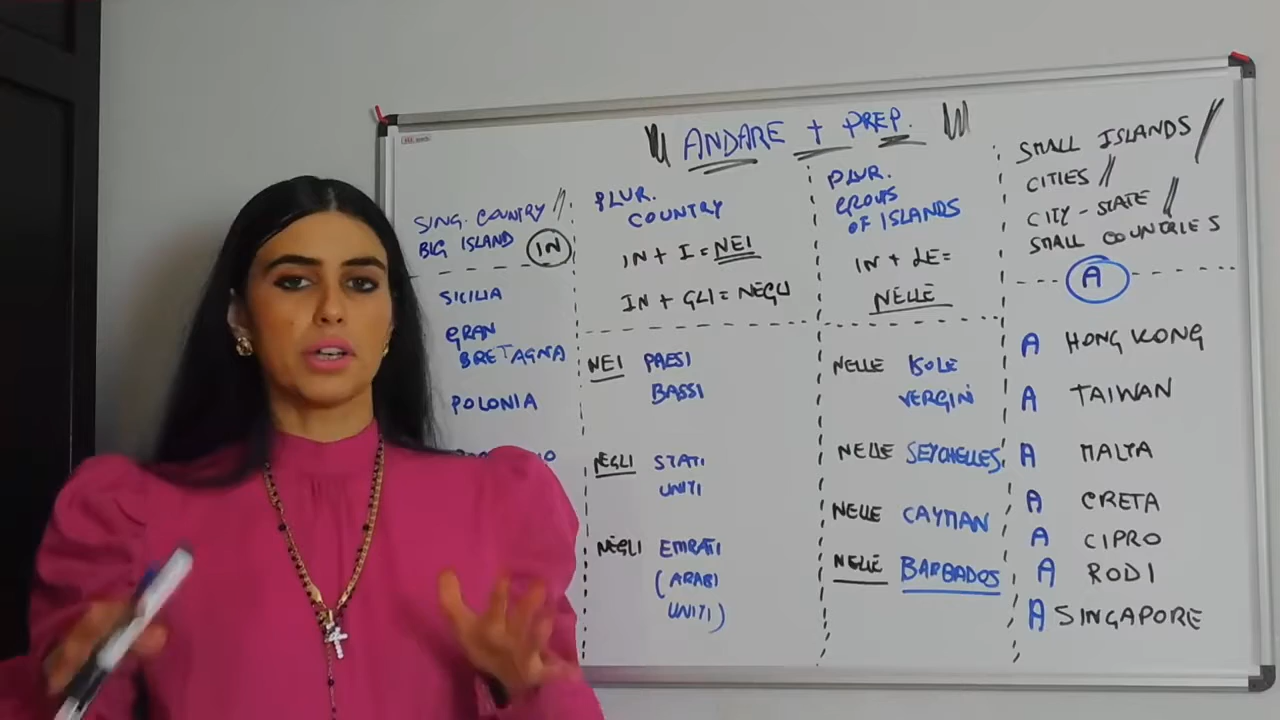 ANDARE + PREP.
SING. COUNTRY //
BIG ISLAND IN
SICILIA
GRAN
BRETAGNA
POLONIA
PLUR.
COUNTRY
IN + I = NEI
IN + GLI = NEGLI
NEI PAESI
BASSI
NEGLI STATI
UNITI
NEGLI EMIRATI
(ARABI
UNITI)
PLUR.
GROUPS
OF ISLANDS
IN + LE =
NELLE
NELLE ISOLE
VERGINI
NELLE SEYCHELLES
NELLE CAYMAN
NELLE BARBADOS
SMALL ISLANDS /
CITIES //
CITY-STATE //
SMALL COUNTRIES
A
A HONG KONG
A TAIWAN
A MALTA
A CRETA
A CIPRO
A RODI
A SINGAPORE